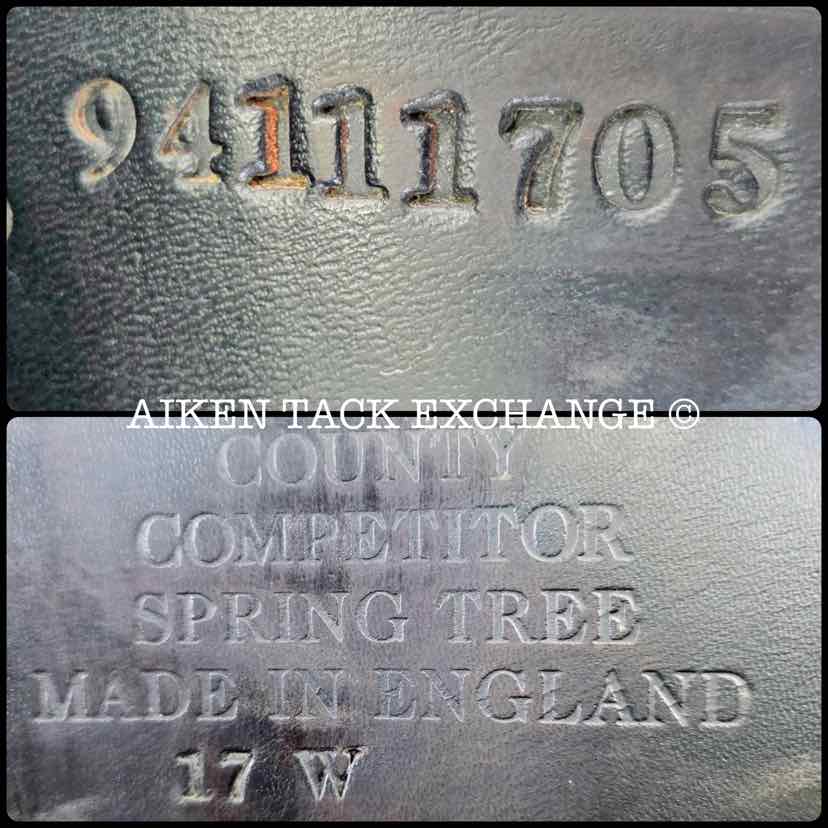 94111705
AIKEN TACK EXCHANGE ©
COUNTY
COMPETITOR
SPRING TREE
MADE IN ENGLAND
17 W